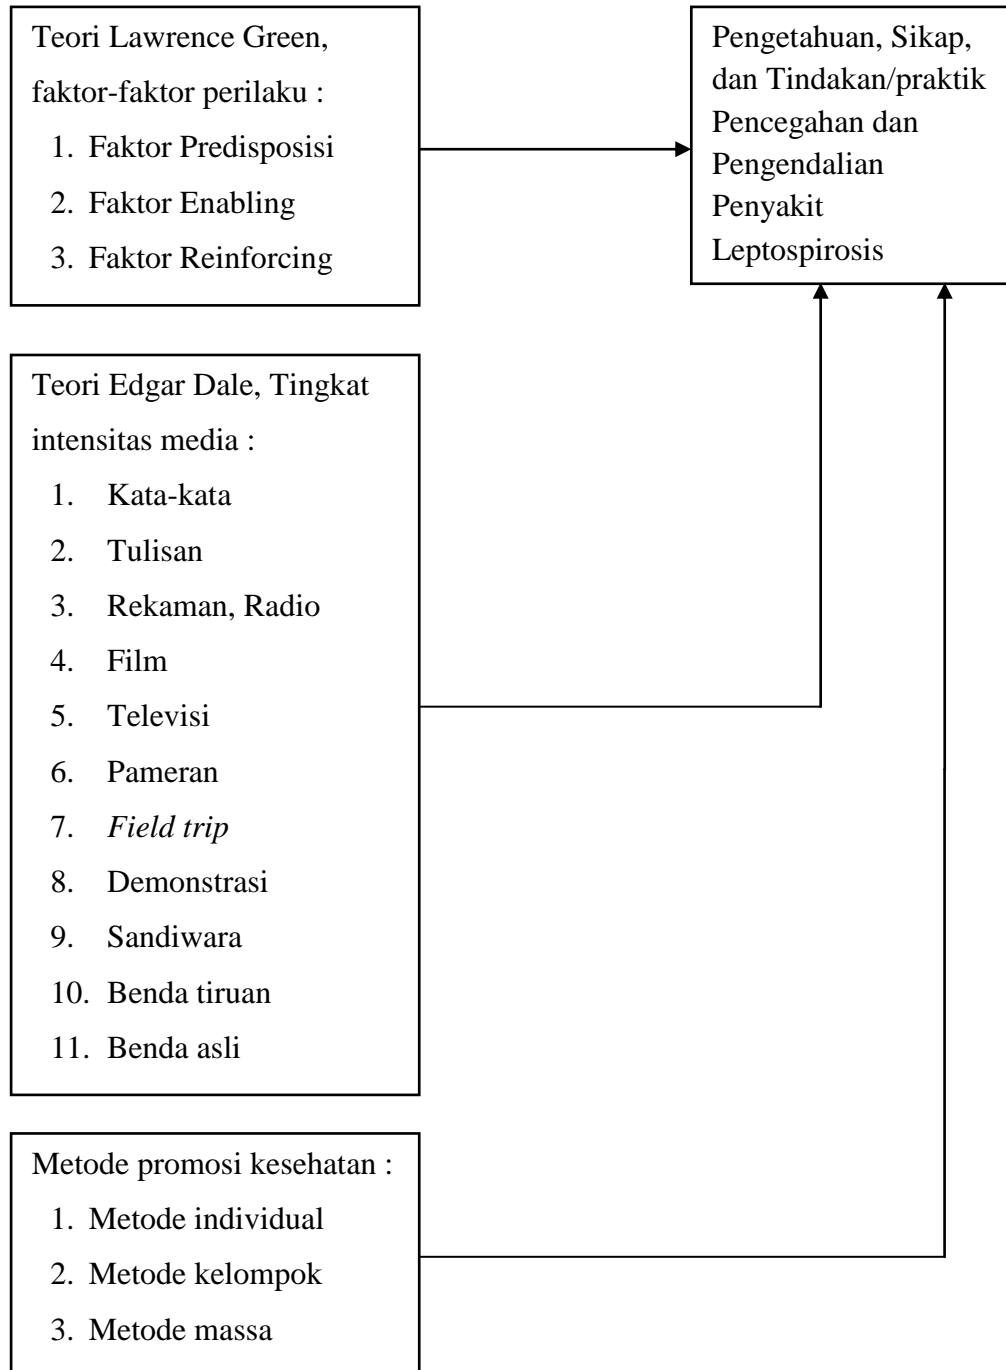 Teori Lawrence Green,
faktor-faktor perilaku :
1. Faktor Predisposisi
2. Faktor Enabling
3. Faktor Reinforcing
Pengetahuan, Sikap,
dan Tindakan/praktik
Pencegahan dan
Pengendalian
Penyakit
Leptospirosis
Teori Edgar Dale, Tingkat
intensitas media :
1. Kata-kata
2. Tulisan
3. Rekaman, Radio
4. Film
5. Televisi
6. Pameran
7. Field trip
8. Demonstrasi
9. Sandiwara
10. Benda tiruan
11. Benda asli
Metode promosi kesehatan :
1. Metode individual
2. Metode kelompok
3. Metode massa